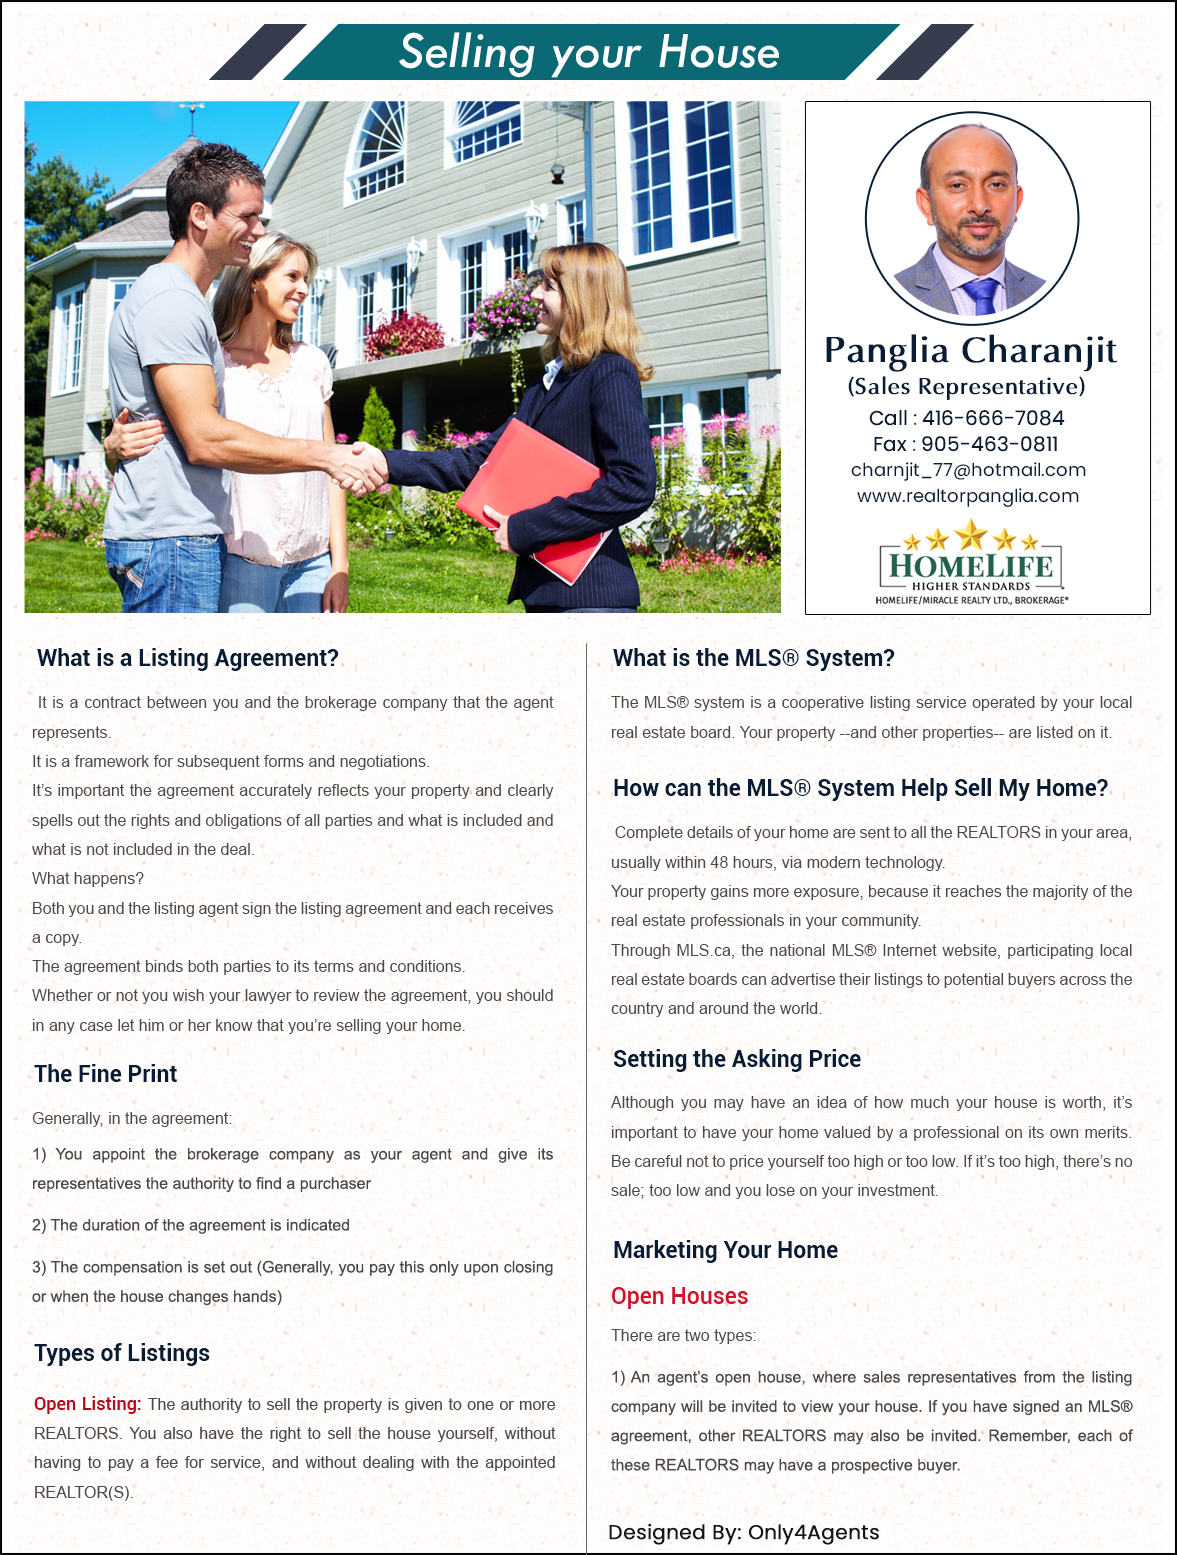 Selling your House
Panglia Charanjit
(Sales Representative)
Call : 416-666-7084
Fax : 905-463-0811
charnjit_77@hotmail.com
www.realtorpanglia.com
HOMELIFE
HIGHER STANDARDS
HOMELIFE/MIRACLE REALTY LTD., BROKERAGE*
What is a Listing Agreement?
It is a contract between you and the brokerage company that the agent
represents.
It is a framework for subsequent forms and negotiations.
It's important the agreement accurately reflects your property and clearly
spells out the rights and obligations of all parties and what is included and
what is not included in the deal.
What happens?
Both you and the listing agent sign the listing agreement and each receives
a copy.
The agreement binds both parties to its terms and conditions.
Whether or not you wish your lawyer to review the agreement, you should
in any case let him or her know that you're selling your home.
The Fine Print
Generally, in the agreement:
1) You appoint the brokerage company as your agent and give its
representatives the authority to find a purchaser
2) The duration of the agreement is indicated
3) The compensation is set out (Generally, you pay this only upon closing
or when the house changes hands)
Types of Listings
Open Listing: The authority to sell the property is given to one or more
REALTORS. You also have the right to sell the house yourself, without
having to pay a fee for service, and without dealing with the appointed
REALTOR(S).
What is the MLS® System?
The MLS® system is a cooperative listing service operated by your local
real estate board. Your property --and other properties-- are listed on it.
How can the MLS® System Help Sell My Home?
Complete details of your home are sent to all the REALTORS in your area,
usually within 48 hours, via modern technology.
Your property gains more exposure, because it reaches the majority of the
real estate professionals in your community.
Through MLS.ca, the national MLS® Internet website, participating local
real estate boards can advertise their listings to potential buyers across the
country and around the world.
Setting the Asking Price
Although you may have an idea of how much your house is worth, it's
important to have your home valued by a professional on its own merits.
Be careful not to price yourself too high or too low. If it's too high, there's no
sale; too low and you lose on your investment.
Marketing Your Home
Open Houses
There are two types:
1) An agent's open house, where sales representatives from the listing
company will be invited to view your house. If you have signed an MLS®
agreement, other REALTORS may also be invited. Remember, each of
these REALTORS may have a prospective buyer.
Designed By: Only4Agents